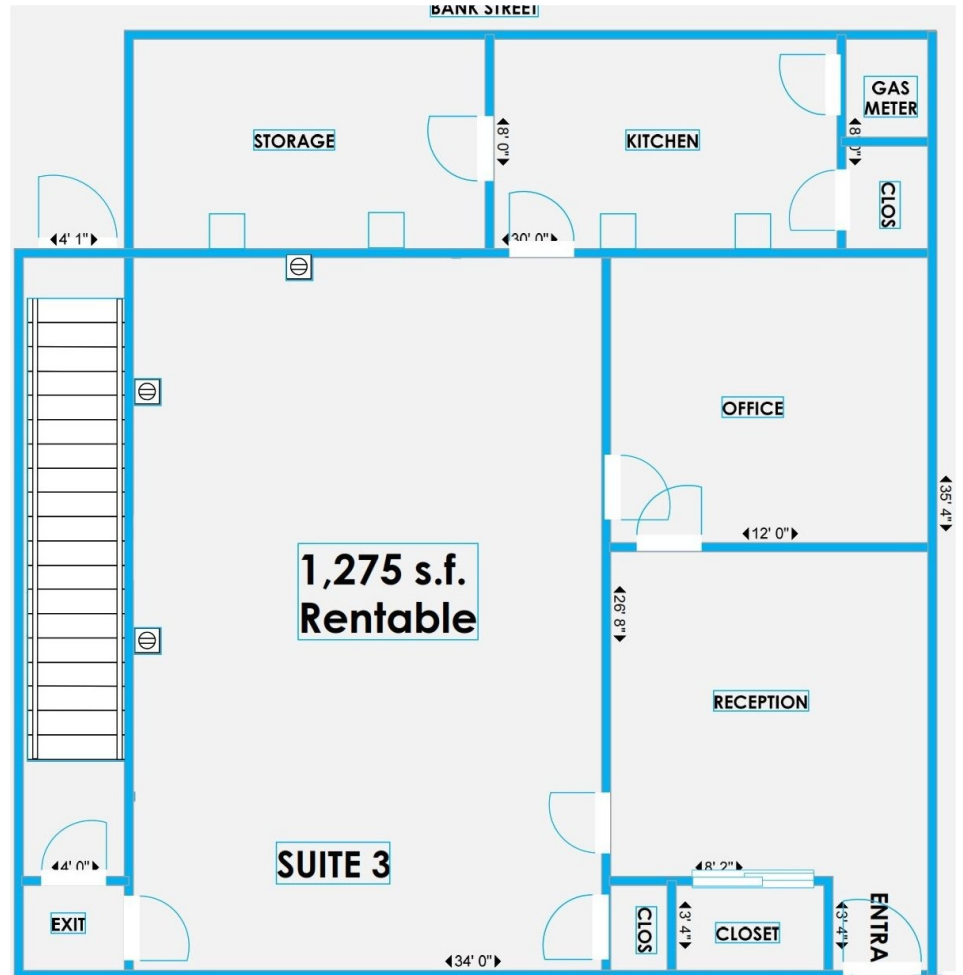 BANK STREET
GAS
METER
STORAGE
8' 0"
KITCHEN
CLOS
4' 1"
30' 0"
OFFICE
35' 4"
12' 0"
1,275 s.f.
Rentable
26' 8"
RECEPTION
SUITE 3
4' 0"
8' 2"
EXIT
CLOS
3' 4"
CLOSET
3' 4"
ENTRA
34' 0"